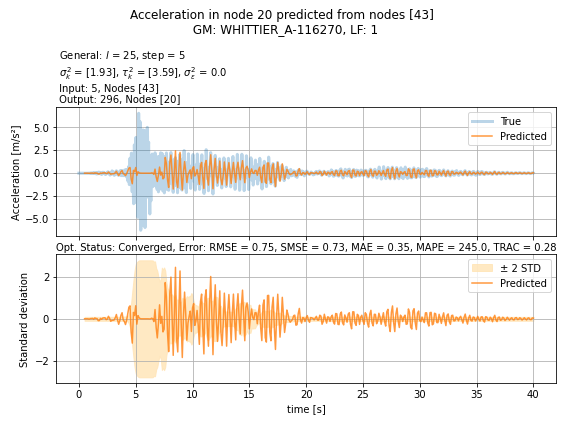 Acceleration in node 20 predicted from nodes [43]
GM: WHITTIER_A-116270, LF: 1
General: l = 25, step = 5
σ²ₖ = [1.93], τ²ₖ = [3.59], σ²ε = 0.0
Input: 5, Nodes [43]
Output: 296, Nodes [20]
Acceleration [m/s²]
5.0
2.5
0.0
−2.5
−5.0
True
Predicted
Opt. Status: Converged, Error: RMSE = 0.75, SMSE = 0.73, MAE = 0.35, MAPE = 245.0, TRAC = 0.28
Standard deviation
2
0
−2
± 2 STD
Predicted
0 5 10 15 20 25 30 35 40
time [s]